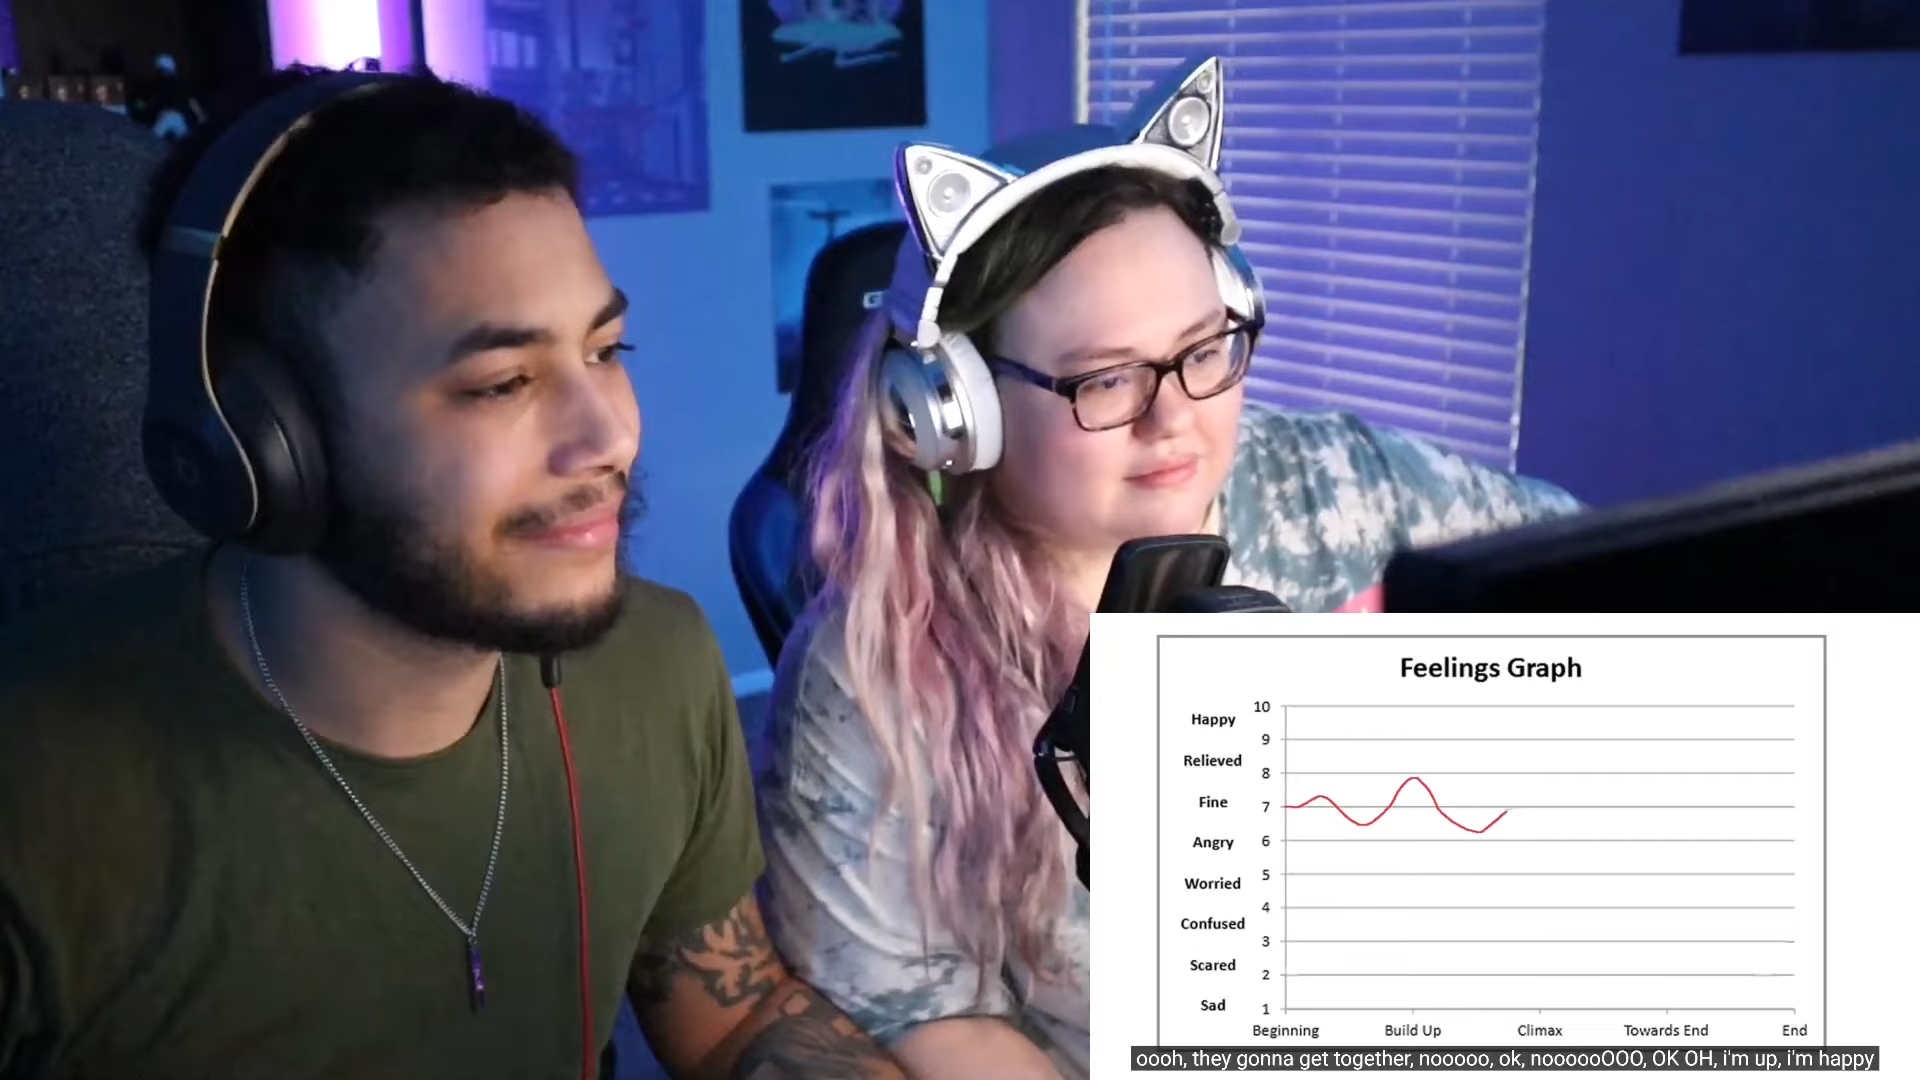 Feelings Graph
Happy
Relieved
Fine
Angry
Worried
Confused
Scared
Sad
10
9
8
7
6
5
4
3
2
1
Beginning Build Up Climax Towards End End
oooh, they gonna get together, nooooo, ok, noooooOOO, OK OH, i'm up, i'm happy